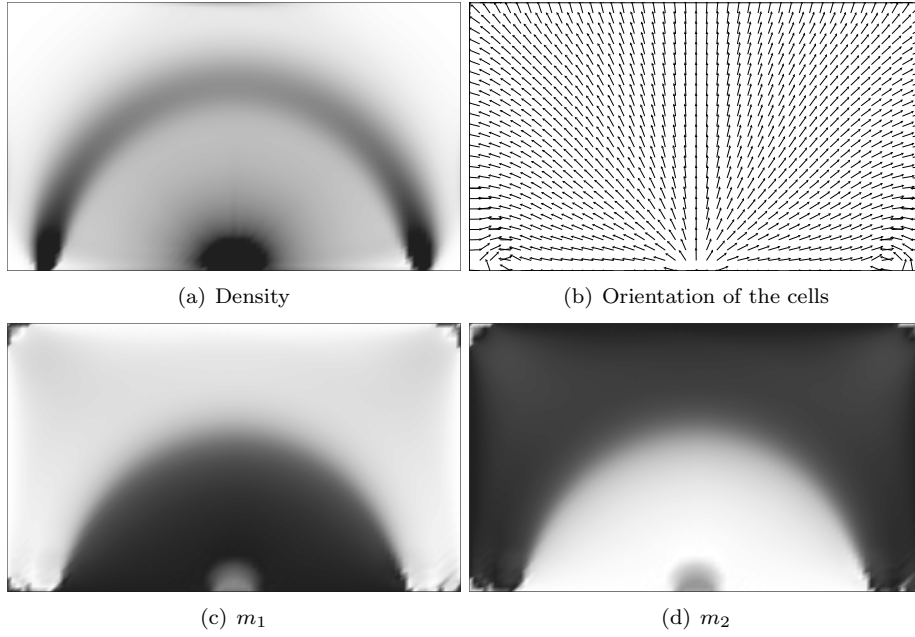 (a) Density
(b) Orientation of the cells
(c) m₁
(d) m₂